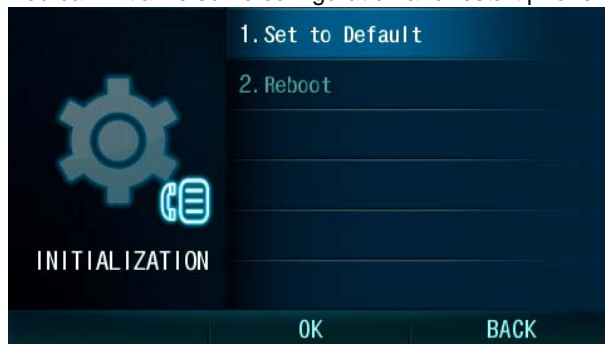 1.Set to Default
2.Reboot
INITIALIZATION
OK
BACK